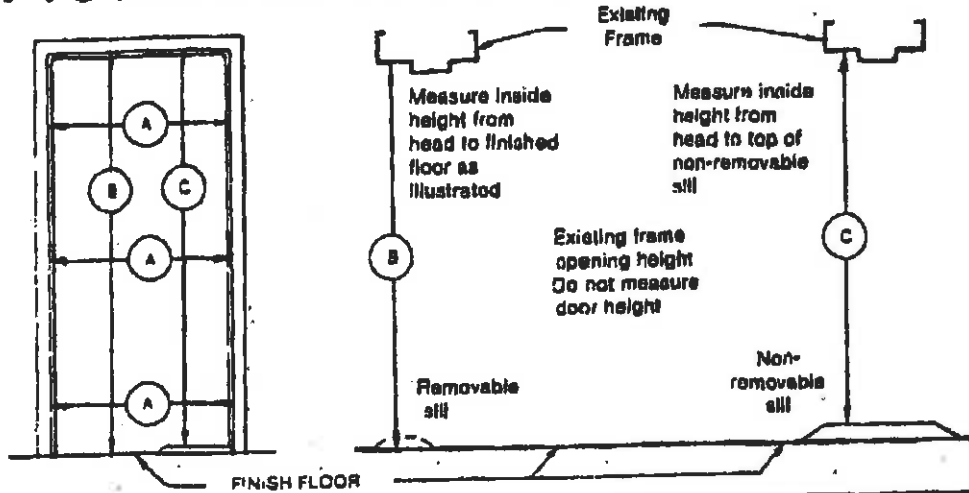 Existing
Frame
A
B
C
A
A
Measure inside
height from
head to finished
floor as
illustrated
Measure inside
height from
head to top of
non-removable
sill
B
C
Existing frame
opening height
Do not measure
door height
Removable
sill
Non-
removable
sill
FINISH FLOOR